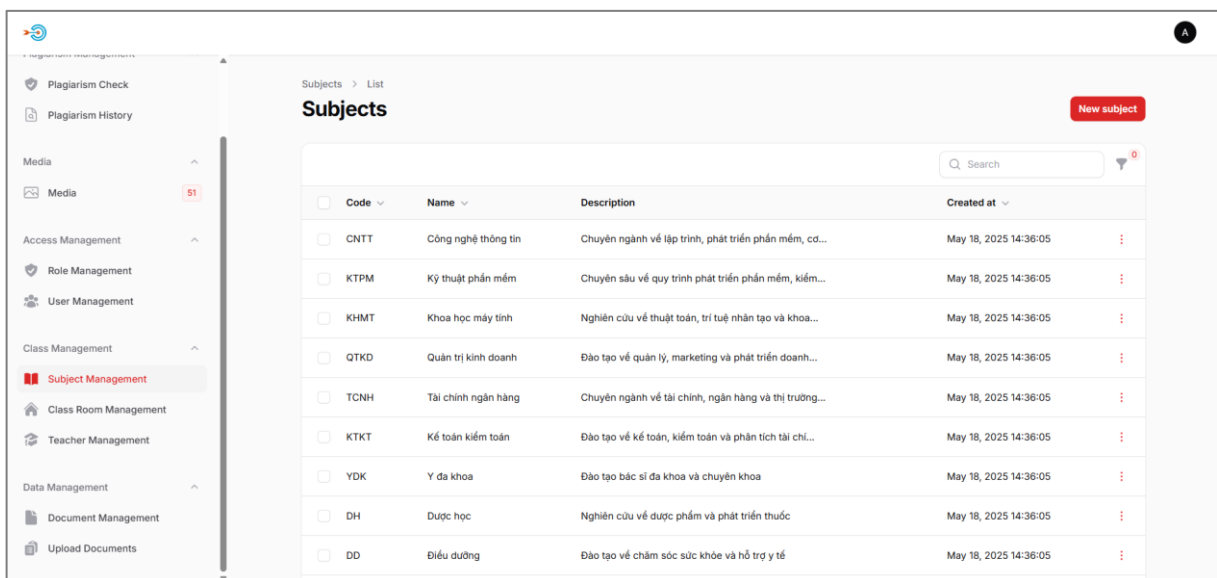 A
Plagiarism Management
Plagiarism Check
Plagiarism History
Media
Media 51
Access Management
Role Management
User Management
Class Management
Subject Management
Class Room Management
Teacher Management
Data Management
Document Management
Upload Documents
Subjects > List
Subjects
New subject
Search 0
Code Name Description Created at
CNTT Công nghệ thông tin Chuyên ngành về lập trình, phát triển phần mềm, cơ... May 18, 2025 14:36:05
KTPM Kỹ thuật phần mềm Chuyên sâu về quy trình phát triển phần mềm, kiểm... May 18, 2025 14:36:05
KHMT Khoa học máy tính Nghiên cứu về thuật toán, trí tuệ nhân tạo và khoa... May 18, 2025 14:36:05
QTKD Quản trị kinh doanh Đào tạo về quản lý, marketing và phát triển doanh... May 18, 2025 14:36:05
TCNH Tài chính ngân hàng Chuyên ngành về tài chính, ngân hàng và thị trường... May 18, 2025 14:36:05
KTKT Kế toán kiểm toán Đào tạo về kế toán, kiểm toán và phân tích tài chí... May 18, 2025 14:36:05
YDK Y đa khoa Đào tạo bác sĩ đa khoa và chuyên khoa May 18, 2025 14:36:05
DH Dược học Nghiên cứu về dược phẩm và phát triển thuốc May 18, 2025 14:36:05
DD Điều dưỡng Đào tạo về chăm sóc sức khỏe và hỗ trợ y tế May 18, 2025 14:36:05